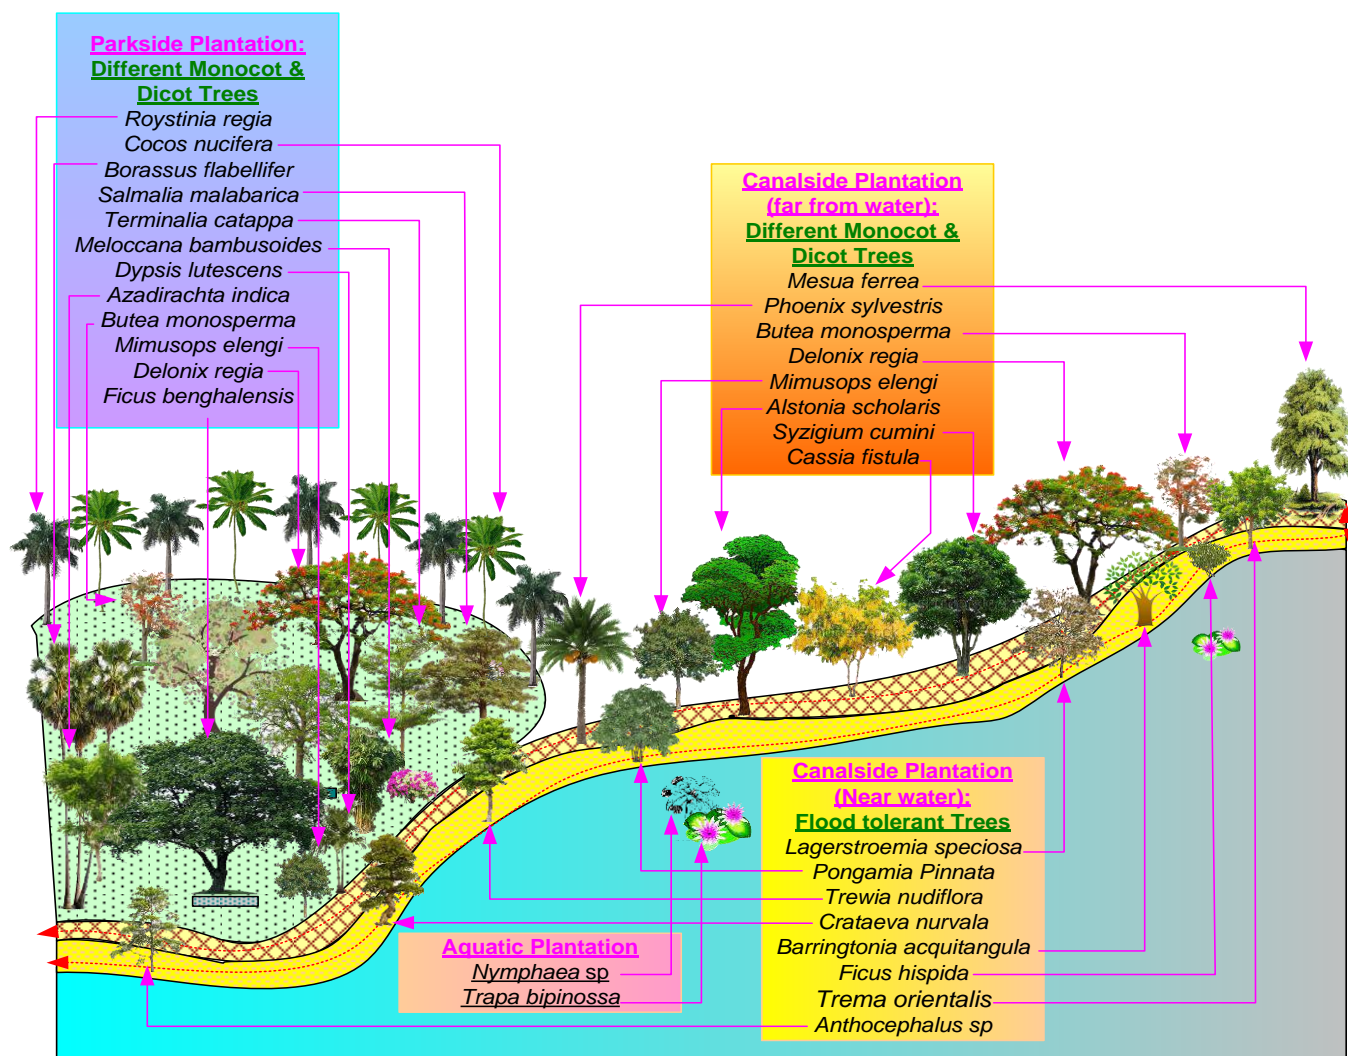 Parkside Plantation:
Different Monocot &
Dicot Trees
Roystinia regia
Cocos nucifera
Borassus flabellifer
Salmalia malabarica
Terminalia catappa
Meloccana bambusoides
Dypsis lutescens
Azadirachta indica
Butea monosperma
Mimusops elengi
Delonix regia
Ficus benghalensis
Canalside Plantation
(far from water):
Different Monocot &
Dicot Trees
Mesua ferrea
Phoenix sylvestris
Butea monosperma
Delonix regia
Mimusops elengi
Alstonia scholaris
Syzigium cumini
Cassia fistula
Canalside Plantation
(Near water):
Flood tolerant Trees
Lagerstroemia speciosa
Pongamia Pinnata
Trewia nudiflora
Crataeva nurvala
Barringtonia acquitangula
Ficus hispida
Trema orientalis
Anthocephalus sp
Aquatic Plantation
Nymphaea sp
Trapa bipinossa